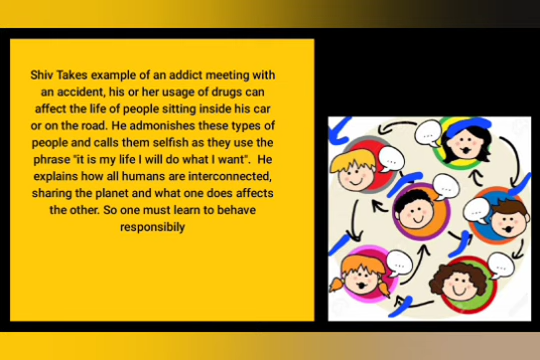 Shiv Takes example of an addict meeting with
an accident, his or her usage of drugs can
affect the life of people sitting inside his car
or on the road. He admonishes these types of
people and calls them selfish as they use the
phrase "it is my life I will do what I want". He
explains how all humans are interconnected,
sharing the planet and what one does affects
the other. So one must learn to behave
responsibily